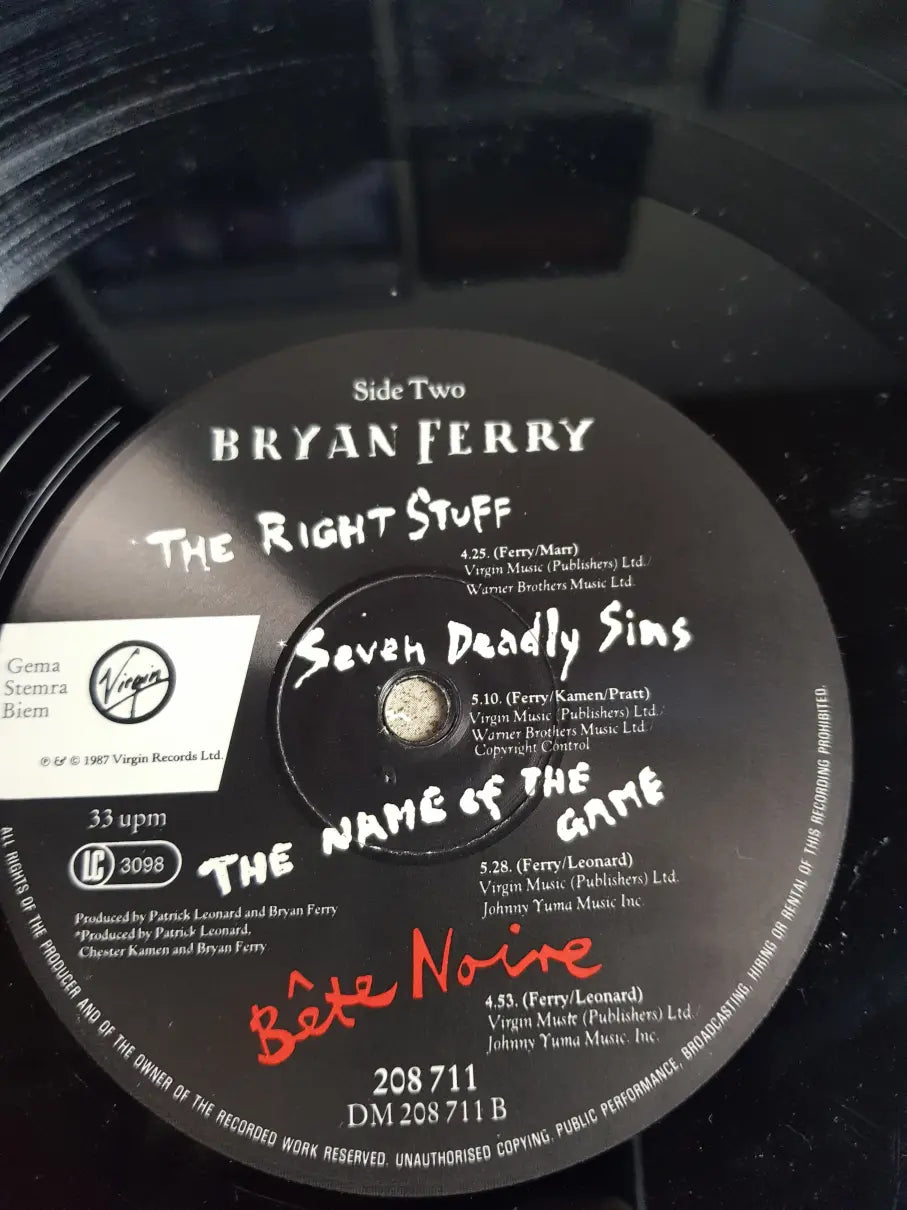 Side Two
BRYAN FERRY
THE RIGHT STUFF
4.25. (Ferry/Marr)
Virgin Music (Publishers) Ltd./
Warner Brothers Music Ltd.
*Seven Deadly Sins
5.10. (Ferry/Kamen/Pratt)
Virgin Music (Publishers) Ltd./
Warner Brothers Music Ltd./
Copyright Control
Gema
Stemra
Biem
Virgin
℗ & © 1987 Virgin Records Ltd.
THE NAME OF THE
GAME
5.28. (Ferry/Leonard)
Virgin Music (Publishers) Ltd.
Johnny Yuma Music Inc.
33 upm
LC 3098
Produced by Patrick Leonard and Bryan Ferry
*Produced by Patrick Leonard,
Chester Kamen and Bryan Ferry
Bête Noire
4.53. (Ferry/Leonard)
Virgin Music (Publishers) Ltd./
Johnny Yuma Music. Inc.
208 711
DM 208 711 B
ALL RIGHTS OF THE PRODUCER AND OF THE OWNER OF THE RECORDED WORK RESERVED. UNAUTHORISED COPYING, PUBLIC PERFORMANCE, BROADCASTING, HIRING OR RENTAL OF THIS RECORDING PROHIBITED.